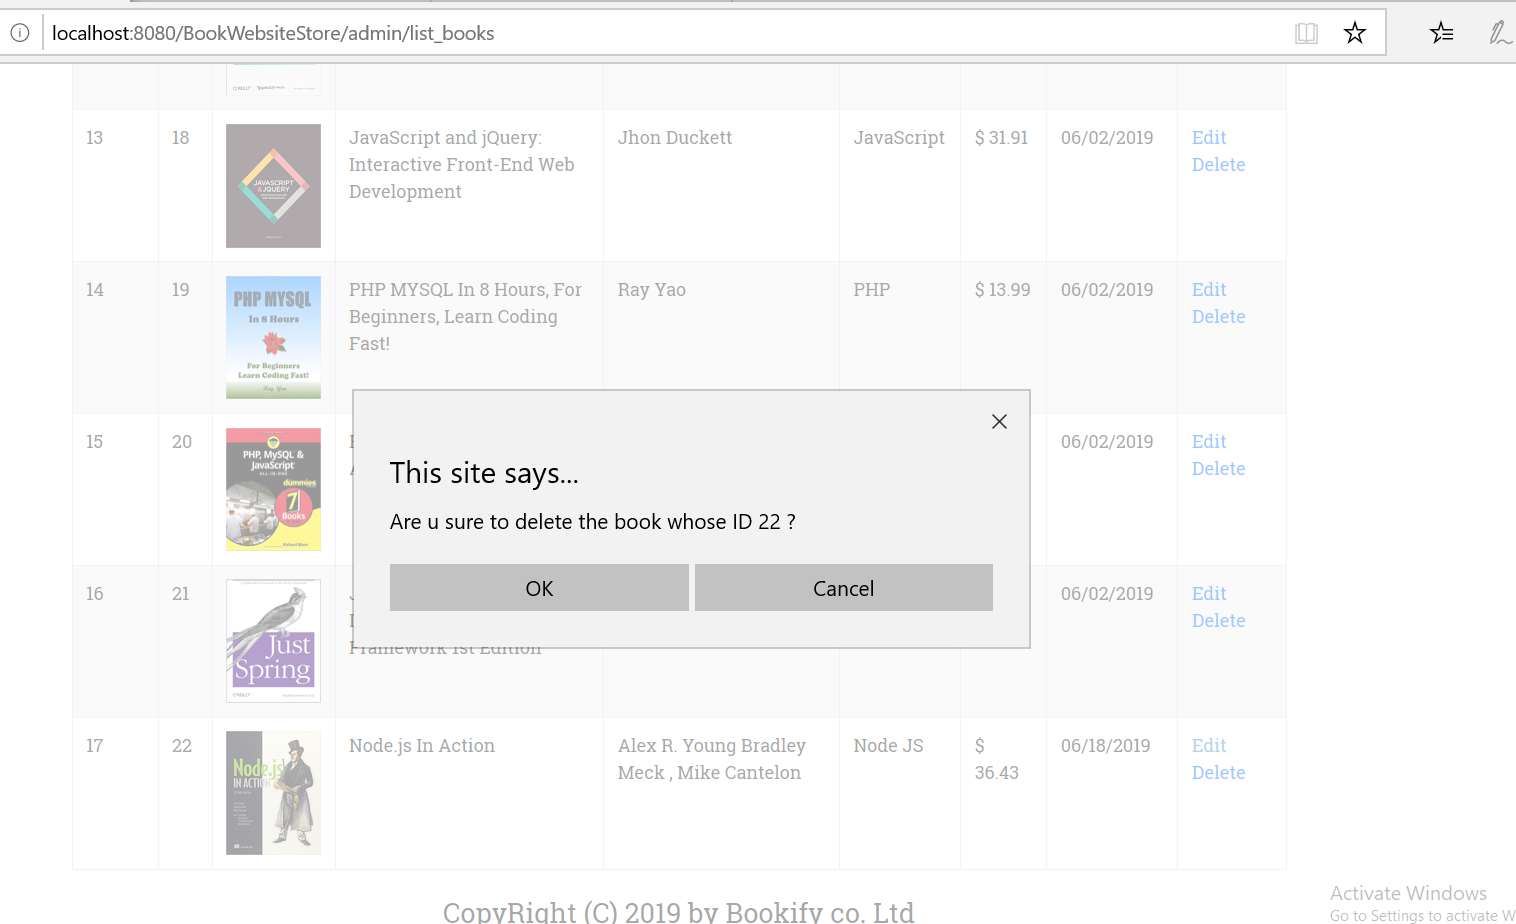 localhost:8080/BookWebsiteStore/admin/list_books
O'REILLY
13 18 JavaScript and jQuery: Jhon Duckett JavaScript $ 31.91 06/02/2019 Edit
Interactive Front-End Web Delete
Development
JAVASCRIPT
& JQUERY
14 19 PHP MYSQL In 8 Hours, For Ray Yao PHP $ 13.99 06/02/2019 Edit
Beginners, Learn Coding Delete
Fast!
PHP MYSQL
In 8 Hours
For Beginners
Learn Coding Fast!
Ray Yao
15 20 06/02/2019 Edit
Delete
PHP, MySQL &
JavaScript
ALL-IN-ONE
dummies
7
Books
This site says...
Are u sure to delete the book whose ID 22 ?
OK Cancel
16 21 06/02/2019 Edit
Delete
Framework 1st Edition
Just
Spring
O'REILLY
17 22 Node.js In Action Alex R. Young Bradley Node JS $ 06/18/2019 Edit
Meck , Mike Cantelon 36.43 Delete
Node.js
IN ACTION
CopyRight (C) 2019 by Bookify co. Ltd
Activate Windows
Go to Settings to activate W